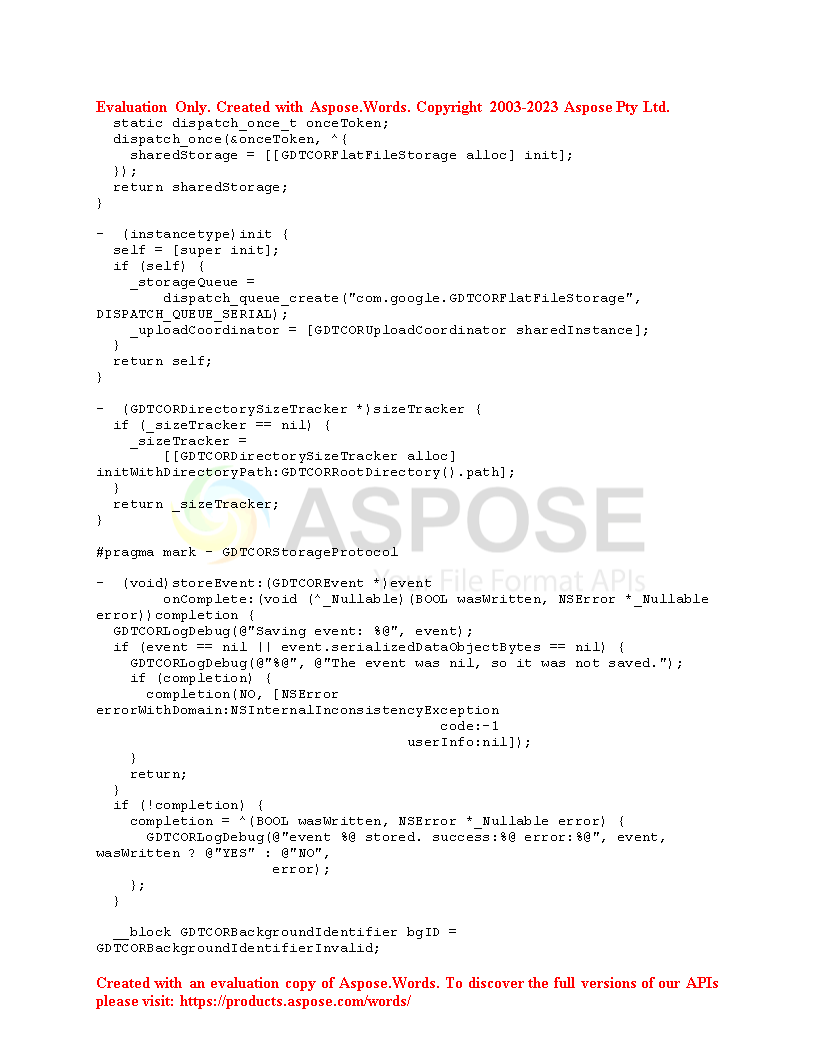 Evaluation Only. Created with Aspose.Words. Copyright 2003-2023 Aspose Pty Ltd.
  static dispatch_once_t onceToken;
  dispatch_once(&onceToken, ^{
    sharedStorage = [[GDTCORFlatFileStorage alloc] init];
  });
  return sharedStorage;
}

- (instancetype)init {
  self = [super init];
  if (self) {
    _storageQueue =
        dispatch_queue_create("com.google.GDTCORFlatFileStorage",
DISPATCH_QUEUE_SERIAL);
    _uploadCoordinator = [GDTCORUploadCoordinator sharedInstance];
  }
  return self;
}

- (GDTCORDirectorySizeTracker *)sizeTracker {
  if (_sizeTracker == nil) {
    _sizeTracker =
        [[GDTCORDirectorySizeTracker alloc]
initWithDirectoryPath:GDTCORRootDirectory().path];
  }
  return _sizeTracker;
}
ASPOSE
Your File Format APIs

#pragma mark - GDTCORStorageProtocol

- (void)storeEvent:(GDTCOREvent *)event
        onComplete:(void (^_Nullable)(BOOL wasWritten, NSError *_Nullable
error))completion {
  GDTCORLogDebug(@"Saving event: %@", event);
  if (event == nil || event.serializedDataObjectBytes == nil) {
    GDTCORLogDebug(@"%@", @"The event was nil, so it was not saved.");
    if (completion) {
      completion(NO, [NSError
errorWithDomain:NSInternalInconsistencyException
                                         code:-1
                                     userInfo:nil]);
    }
    return;
  }
  if (!completion) {
    completion = ^(BOOL wasWritten, NSError *_Nullable error) {
      GDTCORLogDebug(@"event %@ stored. success:%@ error:%@", event,
wasWritten ? @"YES" : @"NO",
                     error);
    };
  }

  __block GDTCORBackgroundIdentifier bgID =
GDTCORBackgroundIdentifierInvalid;

Created with an evaluation copy of Aspose.Words. To discover the full versions of our APIs
please visit: https://products.aspose.com/words/